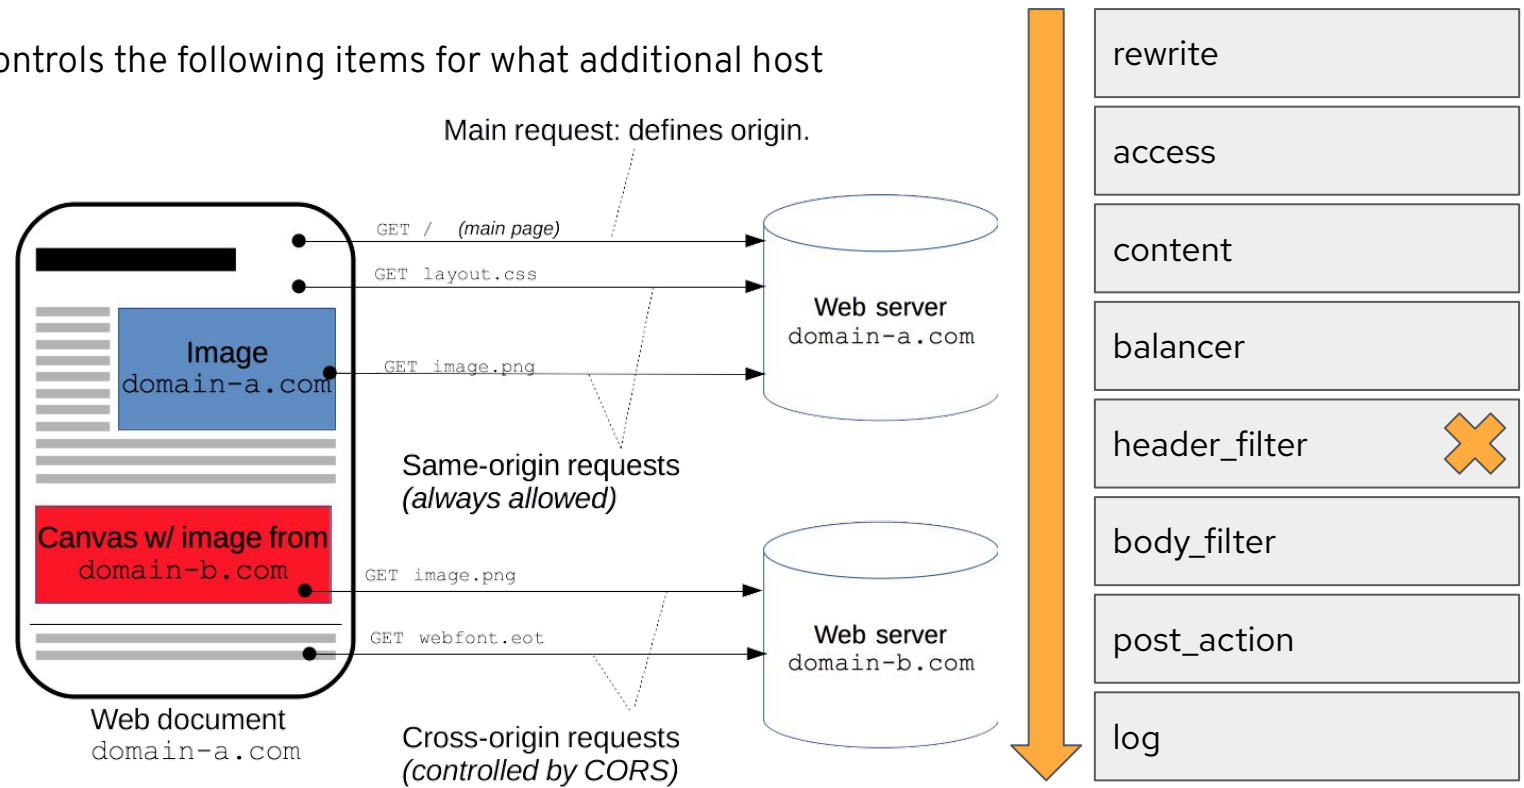 ontrols the following items for what additional host
Main request: defines origin.
GET / (main page)
GET layout.css
Image
domain-a.com
GET image.png
Web server
domain-a.com
Same-origin requests
(always allowed)
Canvas w/ image from
domain-b.com
GET image.png
GET webfont.eot
Web server
domain-b.com
Web document
domain-a.com
Cross-origin requests
(controlled by CORS)
rewrite
access
content
balancer
header_filter
body_filter
post_action
log